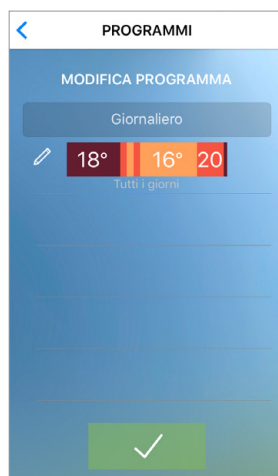 PROGRAMMI
MODIFICA PROGRAMMA
Giornaliero
18° 16° 20
Tutti i giorni